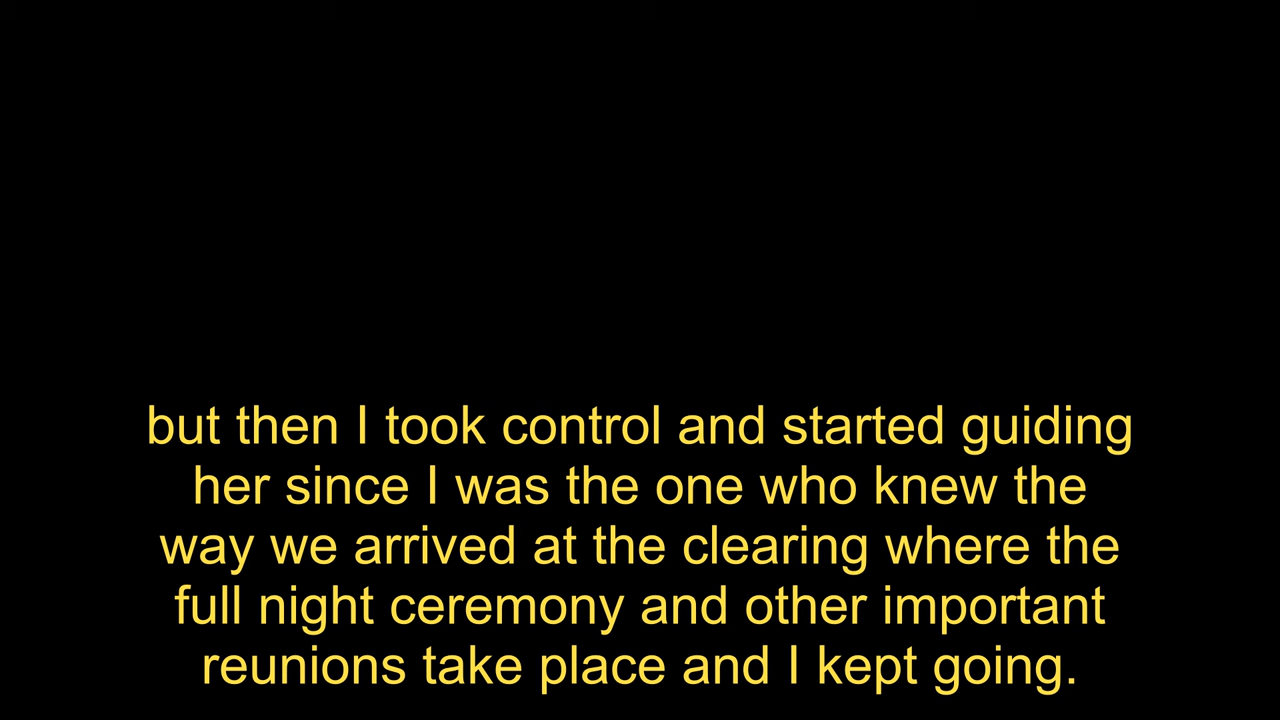 but then I took control and started guiding
her since I was the one who knew the
way we arrived at the clearing where the
full night ceremony and other important
reunions take place and I kept going.